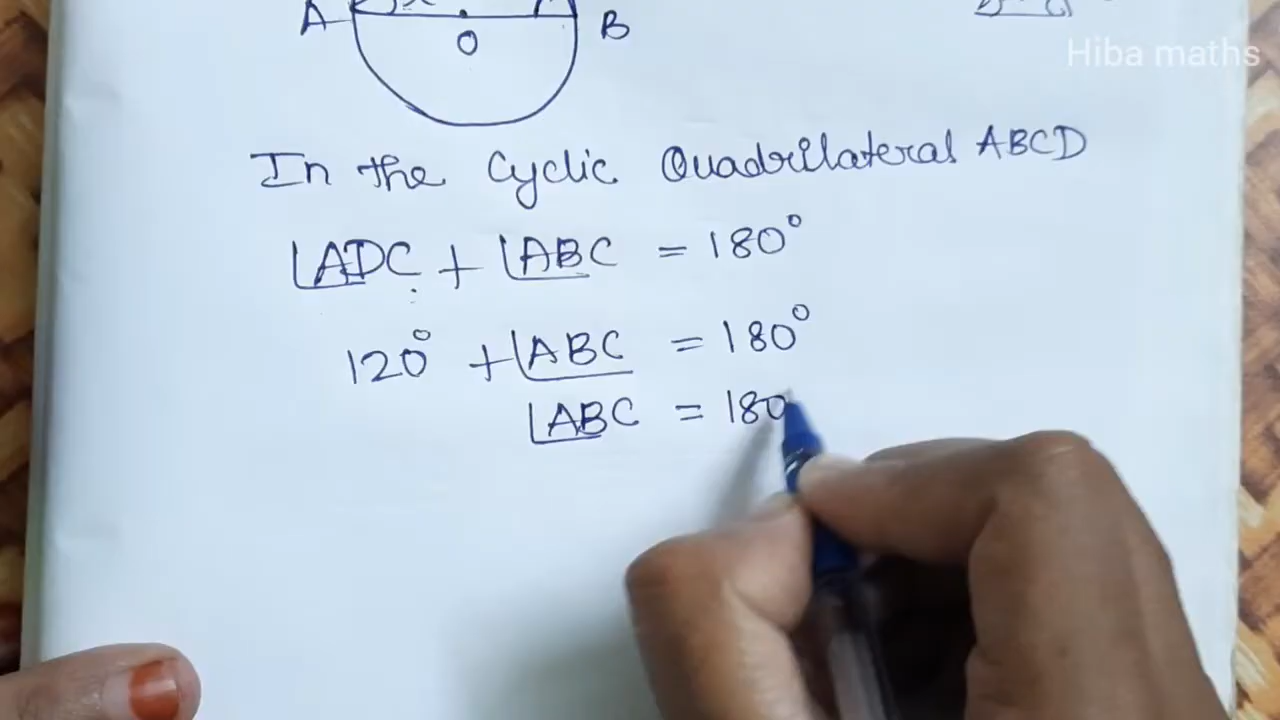 A
O
B
Hiba maths
In the Cyclic Quadrilateral ABCD
∠ADC + ∠ABC = 180°
120° + ∠ABC = 180°
∠ABC = 180